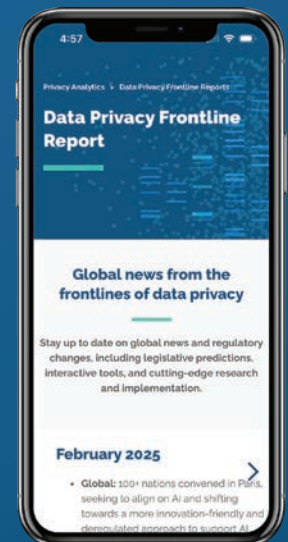 4:57
Privacy Analytics > Data Privacy Frontline Reports
Data Privacy Frontline
Report
Global news from the
frontlines of data privacy
Stay up to date on global news and regulatory
changes, including legislative predictions,
interactive tools, and cutting-edge research
and implementation.
February 2025
• Global: 100+ nations convened in Paris,
seeking to align on AI and shifting
towards a more innovation-friendly and
deregulated approach to support AI